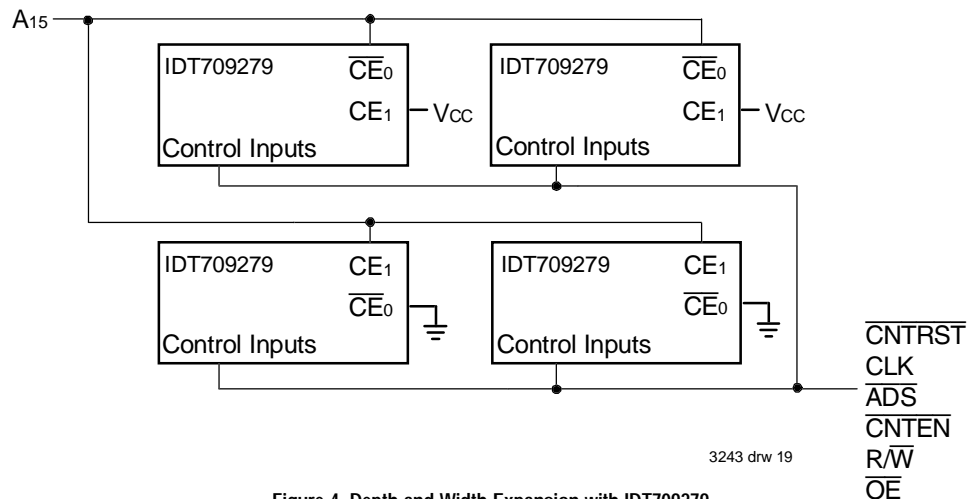 A15
IDT709279
CE0
CE1
VCC
Control Inputs
IDT709279
CE0
CE1
VCC
Control Inputs
IDT709279
CE1
CE0
Control Inputs
IDT709279
CE1
CE0
Control Inputs
CNTRST
CLK
ADS
CNTEN
R/W
OE
3243 drw 19
Figure 4. Depth and Width Expansion with IDT709279